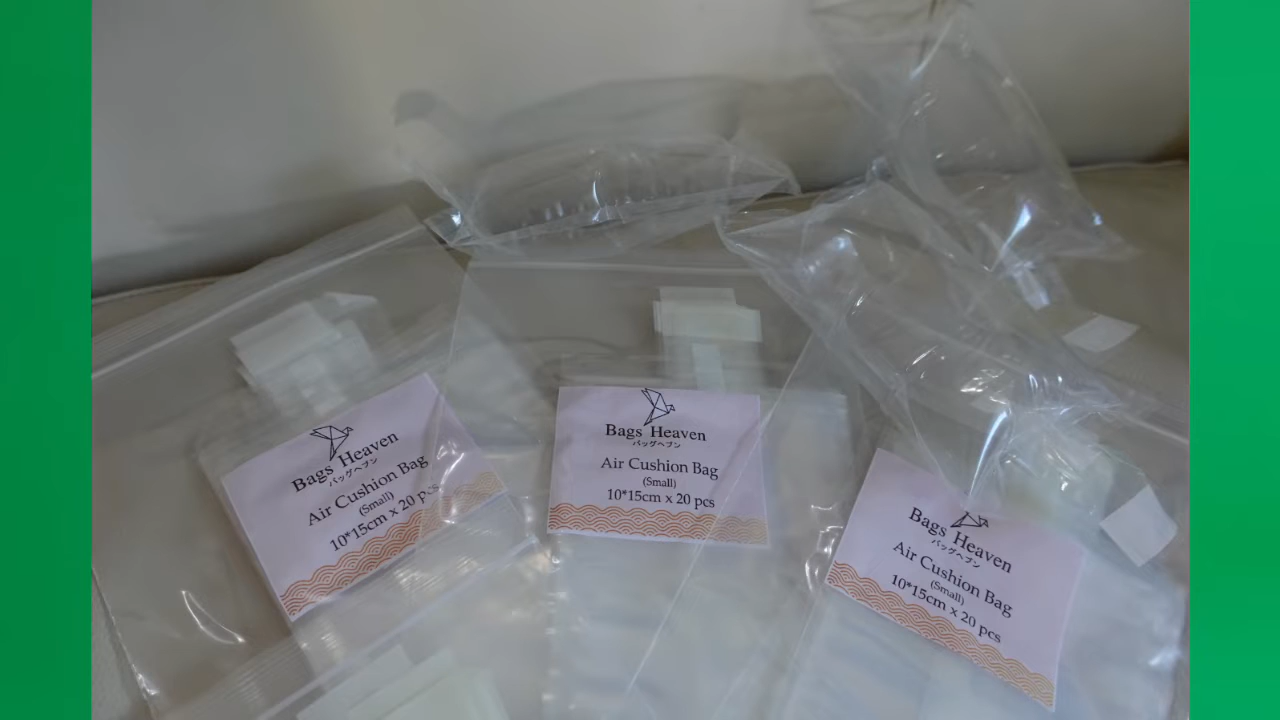 Bags Heaven
バッグヘブン
Air Cushion Bag
(Small)
10*15cm x 20 pcs
Bags Heaven
バッグヘブン
Air Cushion Bag
(Small)
10*15cm x 20 pcs
Bags Heaven
バッグヘブン
Air Cushion Bag
(Small)
10*15cm x 20 pcs